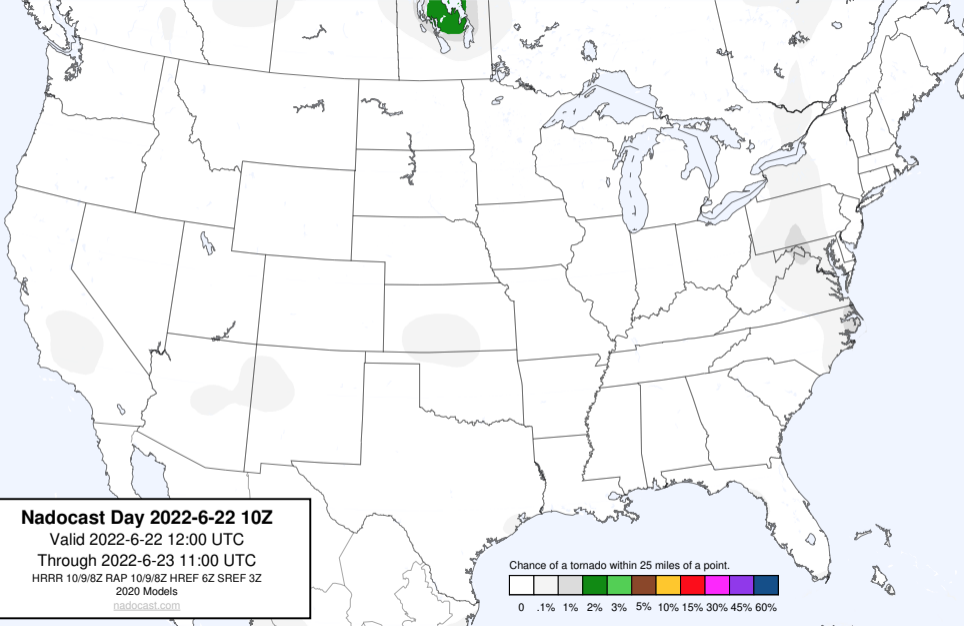 Nadocast Day 2022-6-22 10Z
Valid 2022-6-22 12:00 UTC
Through 2022-6-23 11:00 UTC
HRRR 10/9/8Z RAP 10/9/8Z HREF 6Z SREF 3Z
2020 Models
nadocast.com
Chance of a tornado within 25 miles of a point.
0 .1% 1% 2% 3% 5% 10% 15% 30% 45% 60%